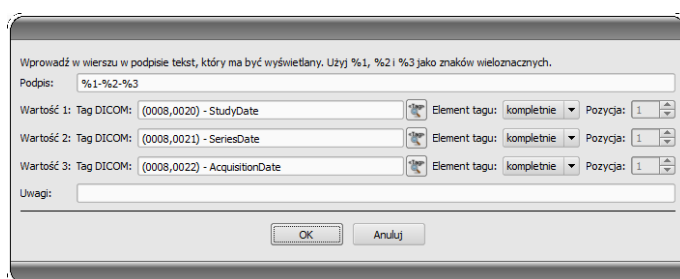 Wprowadź w wierszu w podpisie tekst, który ma być wyświetlany. Użyj %1, %2 i %3 jako znaków wieloznacznych.
Podpis: %1-%2-%3
Wartość 1: Tag DICOM: (0008,0020) - StudyDate Element tagu: kompletnie Pozycja: 1
Wartość 2: Tag DICOM: (0008,0021) - SeriesDate Element tagu: kompletnie Pozycja: 1
Wartość 3: Tag DICOM: (0008,0022) - AcquisitionDate Element tagu: kompletnie Pozycja: 1
Uwagi:
OK Anuluj